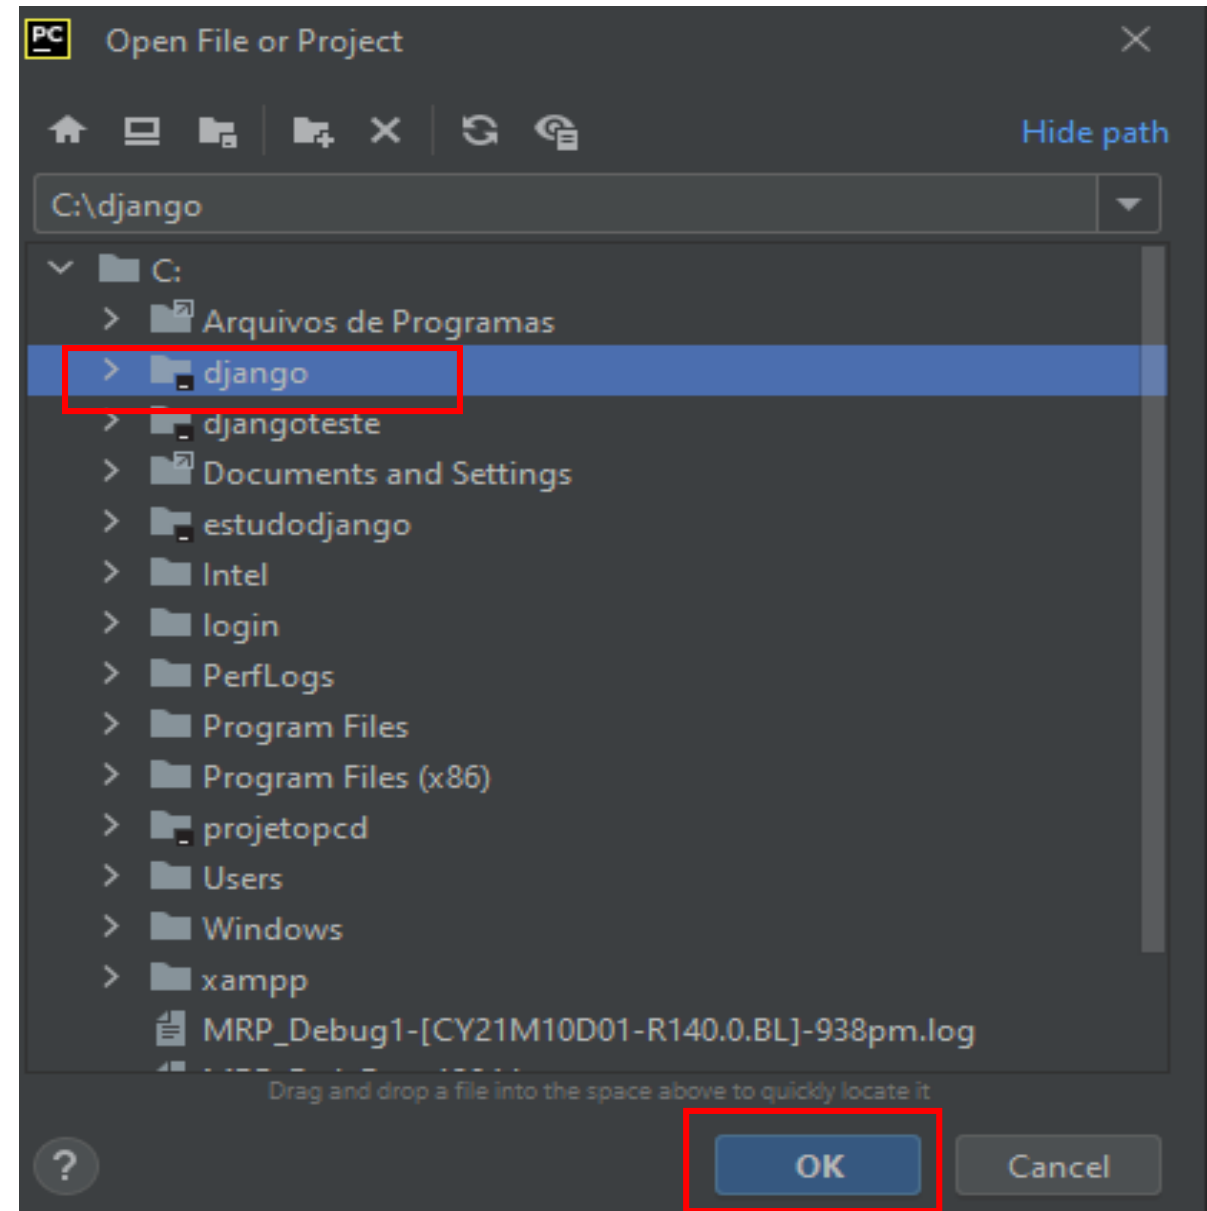 PC
Open File or Project
Hide path
C:\django
C:
Arquivos de Programas
django
djangoteste
Documents and Settings
estudodjango
Intel
login
PerfLogs
Program Files
Program Files (x86)
projetopcd
Users
Windows
xampp
MRP_Debug1-[CY21M10D01-R140.0.BL]-938pm.log
Drag and drop a file into the space above to quickly locate it
?
OK
Cancel